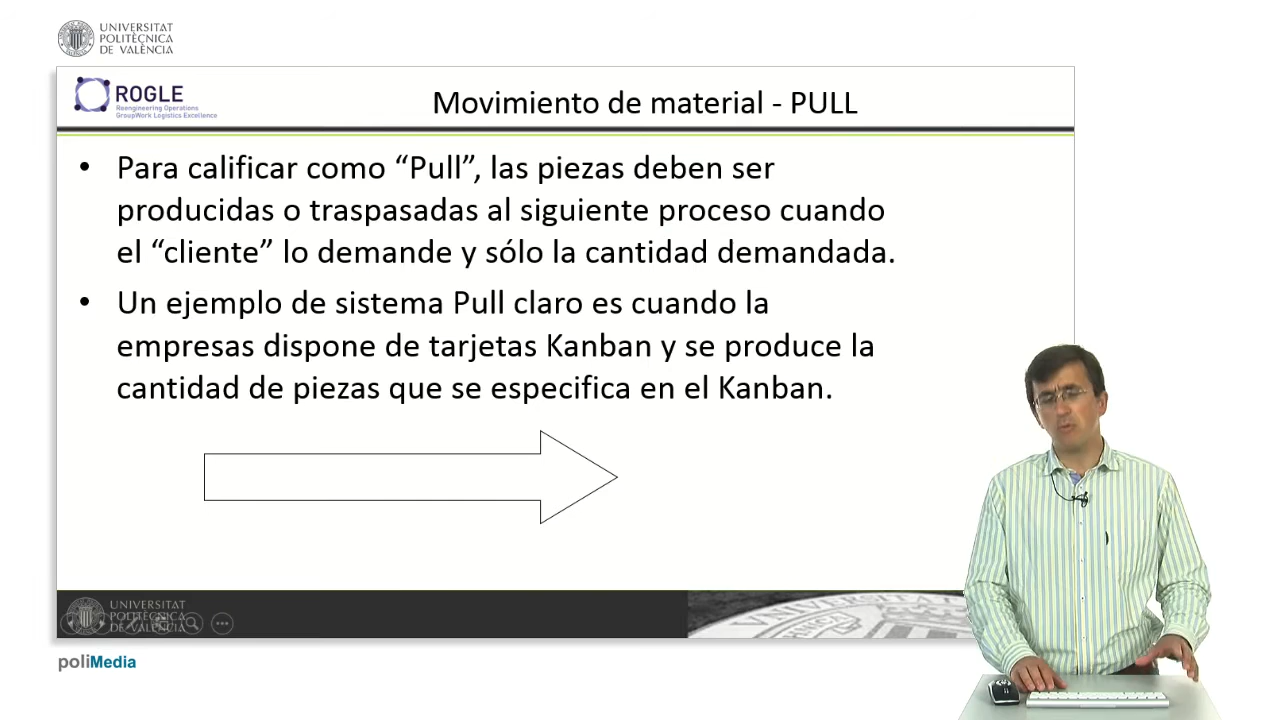 UNIVERSITAT
POLITÈCNICA
DE VALÈNCIA
ROGLE
Reengineering Operations
GroupWork Logistics Excellence
Movimiento de material - PULL
• Para calificar como “Pull”, las piezas deben ser
producidas o traspasadas al siguiente proceso cuando
el “cliente” lo demande y sólo la cantidad demandada.
• Un ejemplo de sistema Pull claro es cuando la
empresas dispone de tarjetas Kanban y se produce la
cantidad de piezas que se especifica en el Kanban.
UNIVERSITAT
POLITÈCNICA
DE VALÈNCIA
poliMedia